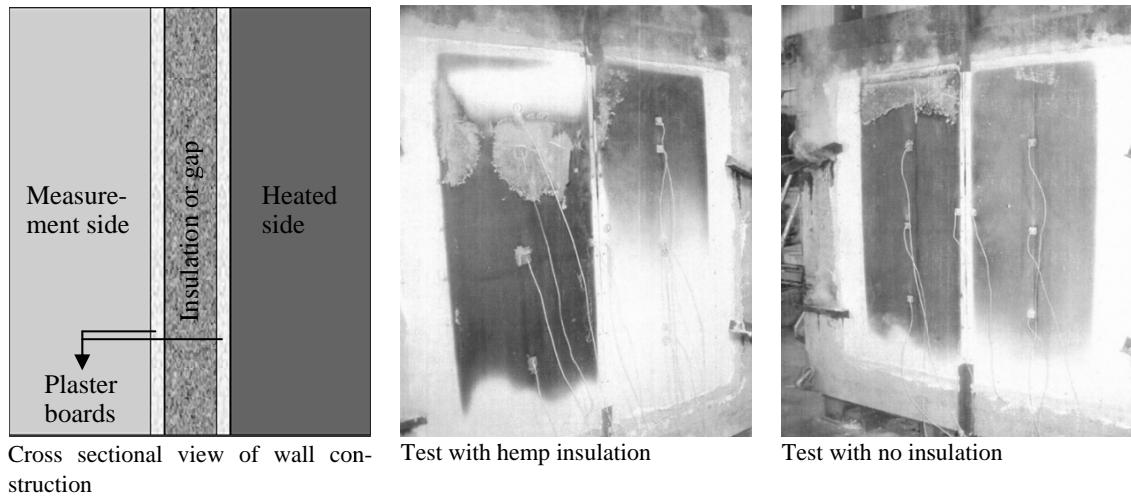 Measure-
ment side
Insulation or gap
Heated
side
Plaster
boards
Cross sectional view of wall con-
struction
Test with hemp insulation
Test with no insulation